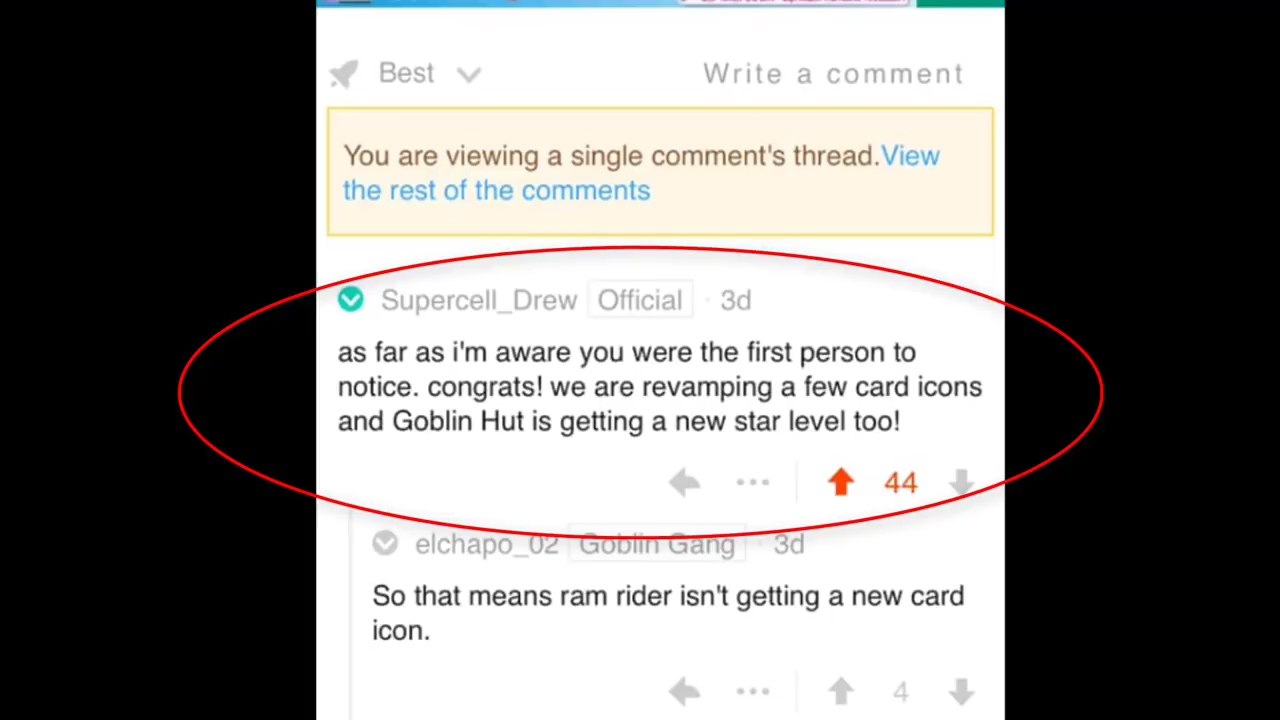 Best
Write a comment
You are viewing a single comment's thread.View
the rest of the comments
Supercell_Drew Official · 3d
as far as i'm aware you were the first person to
notice. congrats! we are revamping a few card icons
and Goblin Hut is getting a new star level too!
44
elchapo_02 Goblin Gang · 3d
So that means ram rider isn't getting a new card
icon.
4